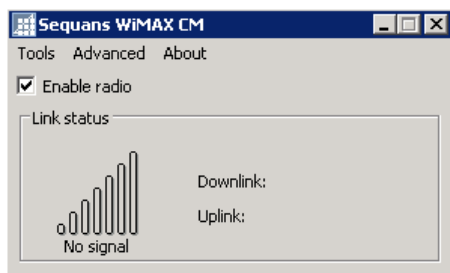 Sequans WiMAX CM
Tools Advanced About
Enable radio
Link status
Downlink:
Uplink:
No signal